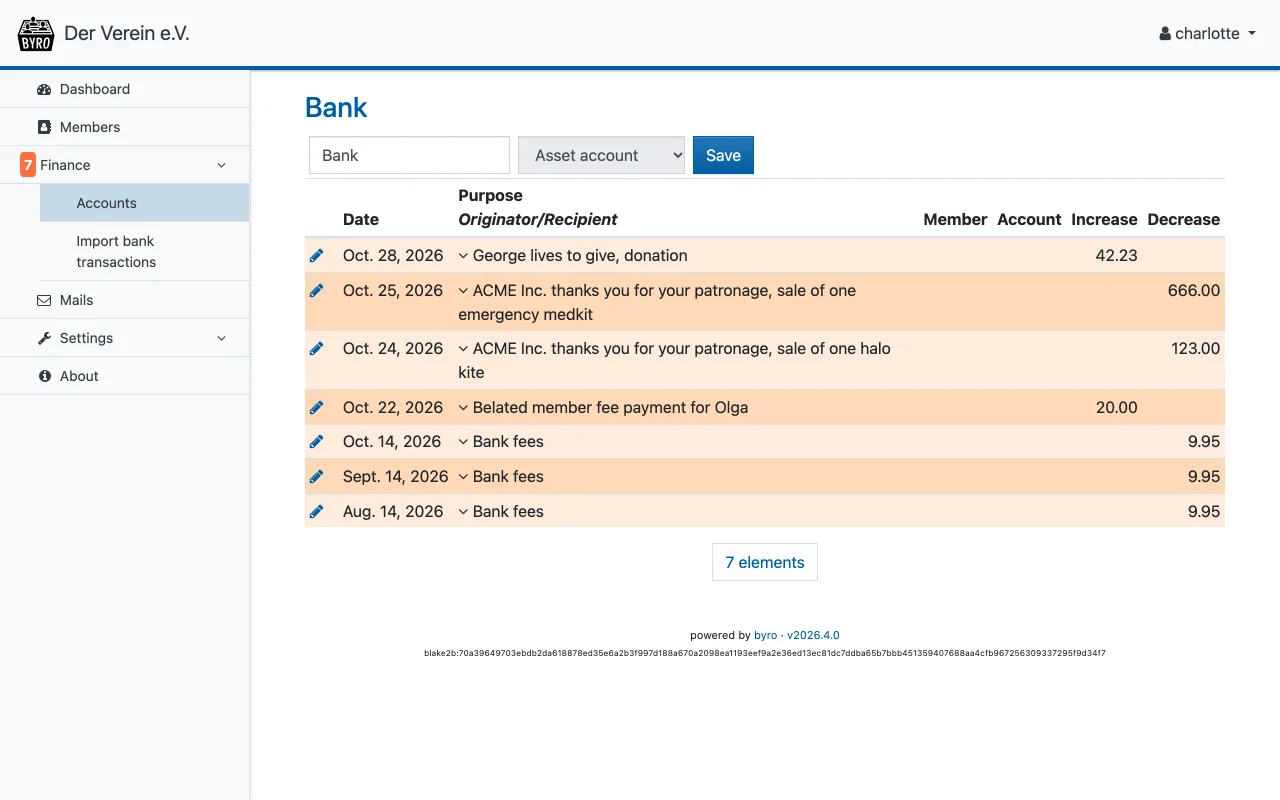 BYRO
Der Verein e.V.
charlotte
Dashboard
Members
7 Finance
Accounts
Import bank
transactions
Mails
Settings
About
Bank
Bank Asset account Save
Date Purpose Originator/Recipient Member Account Increase Decrease
Oct. 28, 2026 George lives to give, donation 42.23
Oct. 25, 2026 ACME Inc. thanks you for your patronage, sale of one 666.00
emergency medkit
Oct. 24, 2026 ACME Inc. thanks you for your patronage, sale of one halo 123.00
kite
Oct. 22, 2026 Belated member fee payment for Olga 20.00
Oct. 14, 2026 Bank fees 9.95
Sept. 14, 2026 Bank fees 9.95
Aug. 14, 2026 Bank fees 9.95
7 elements
powered by byro · v2026.4.0
blake2b:70a39649703ebdb2da618878ed35e6a2b3f997d188a670a2098ea1193eef9a2e36ed13ec81dc7ddba65b7bbb451359407688aa4cfb967256309337295f9d34f7